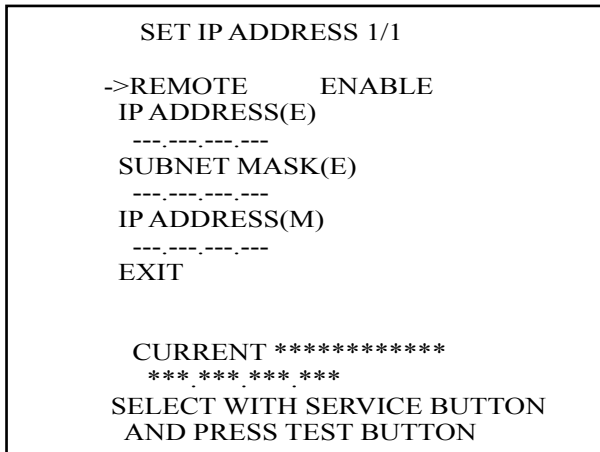 SET IP ADDRESS 1/1
->REMOTE ENABLE
IP ADDRESS(E)
---.---.---.---
SUBNET MASK(E)
---.---.---.---
IP ADDRESS(M)
---.---.---.---
EXIT
CURRENT ************
***.***.***.***
SELECT WITH SERVICE BUTTON
AND PRESS TEST BUTTON